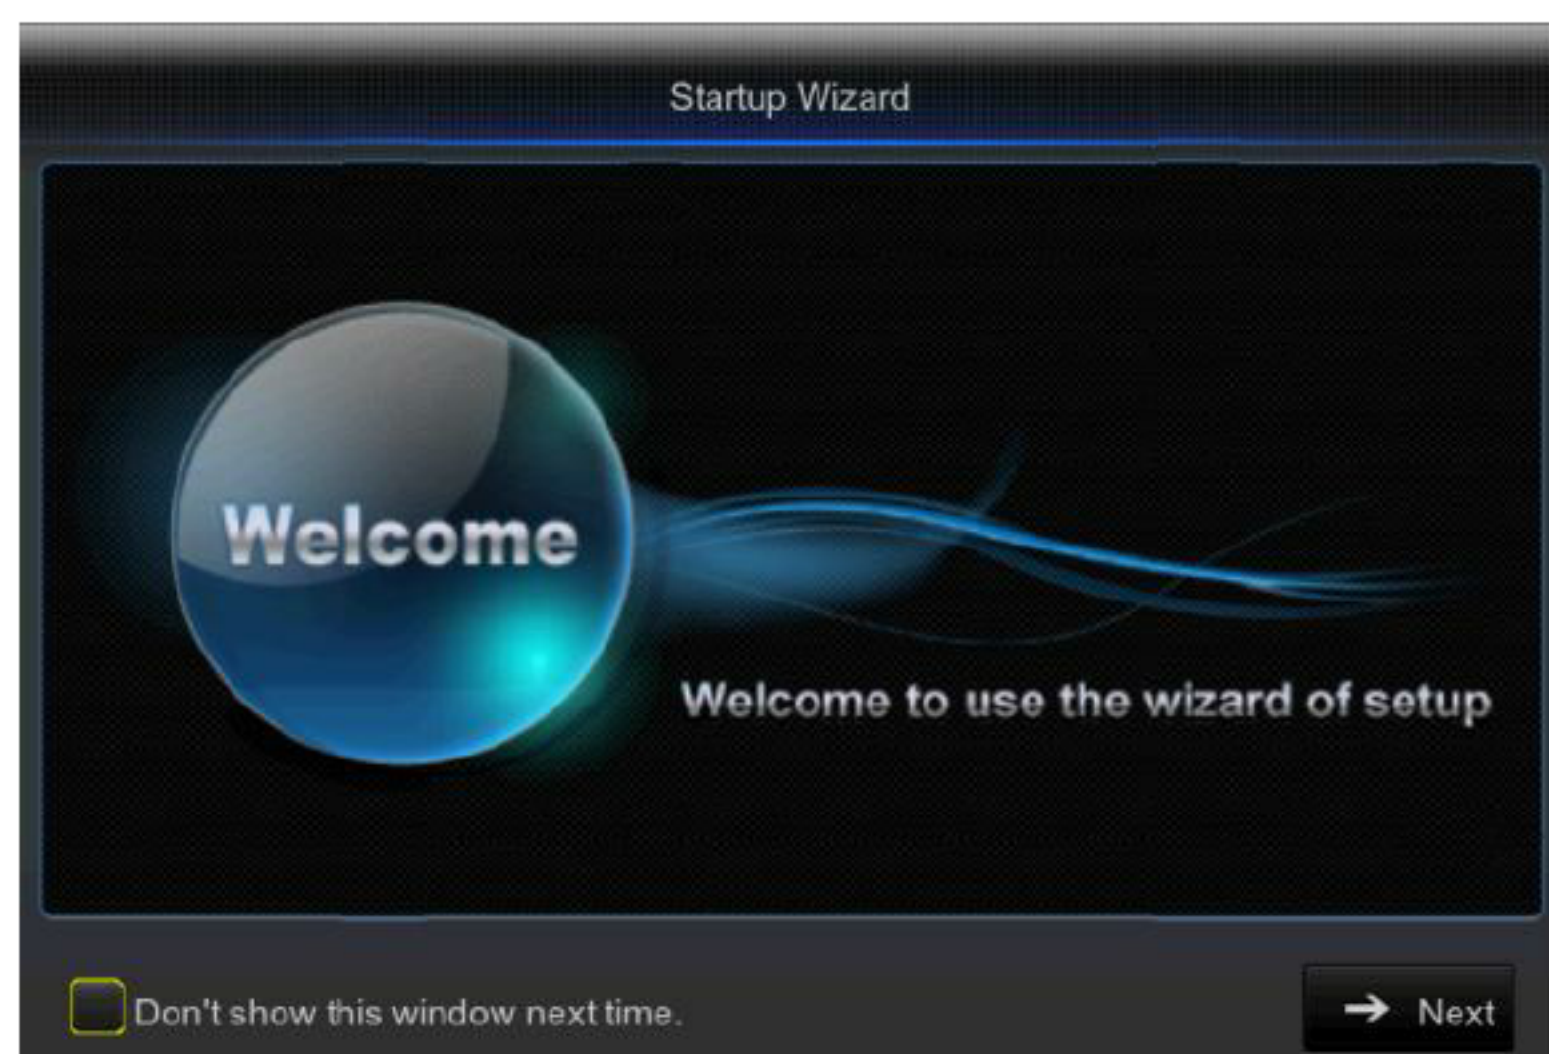 Startup Wizard
Welcome
Welcome to use the wizard of setup
Don't show this window next time.
Next